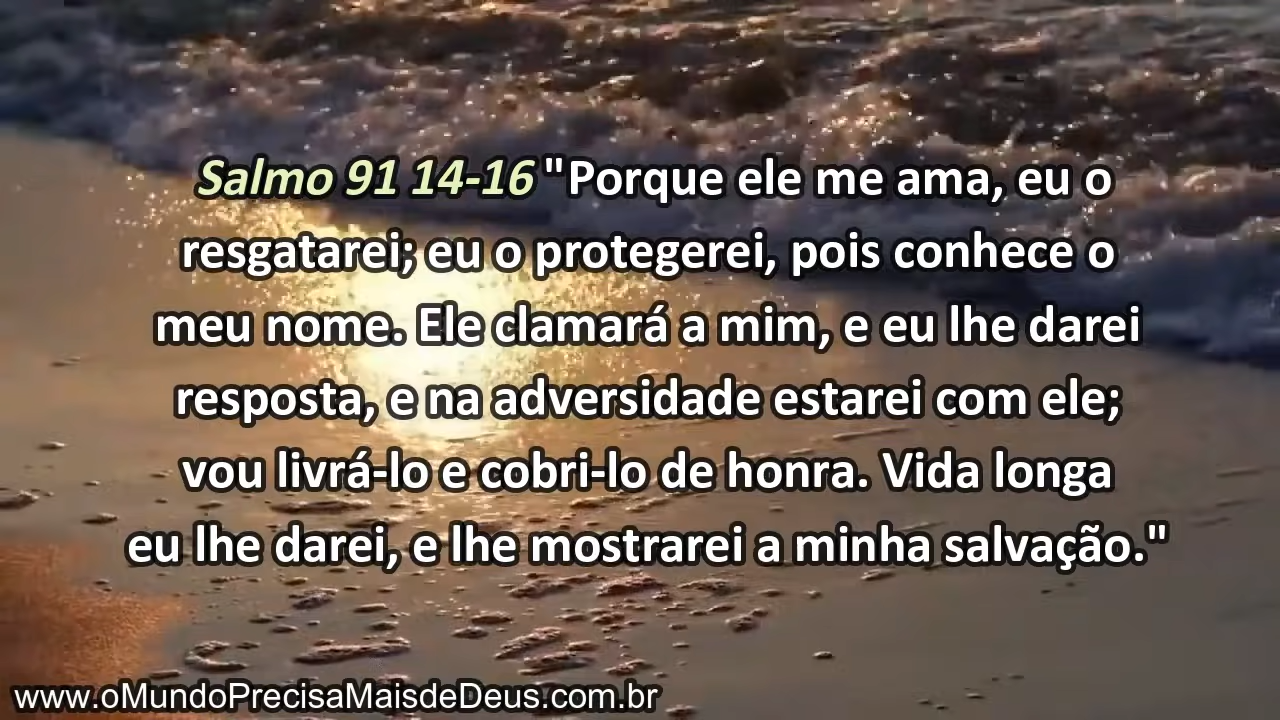 Salmo 91 14-16 "Porque ele me ama, eu o
resgatarei; eu o protegerei, pois conhece o
meu nome. Ele clamará a mim, e eu lhe darei
resposta, e na adversidade estarei com ele;
vou livrá-lo e cobri-lo de honra. Vida longa
eu lhe darei, e lhe mostrarei a minha salvação."
www.oMundoPrecisaMaisdeDeus.com.br